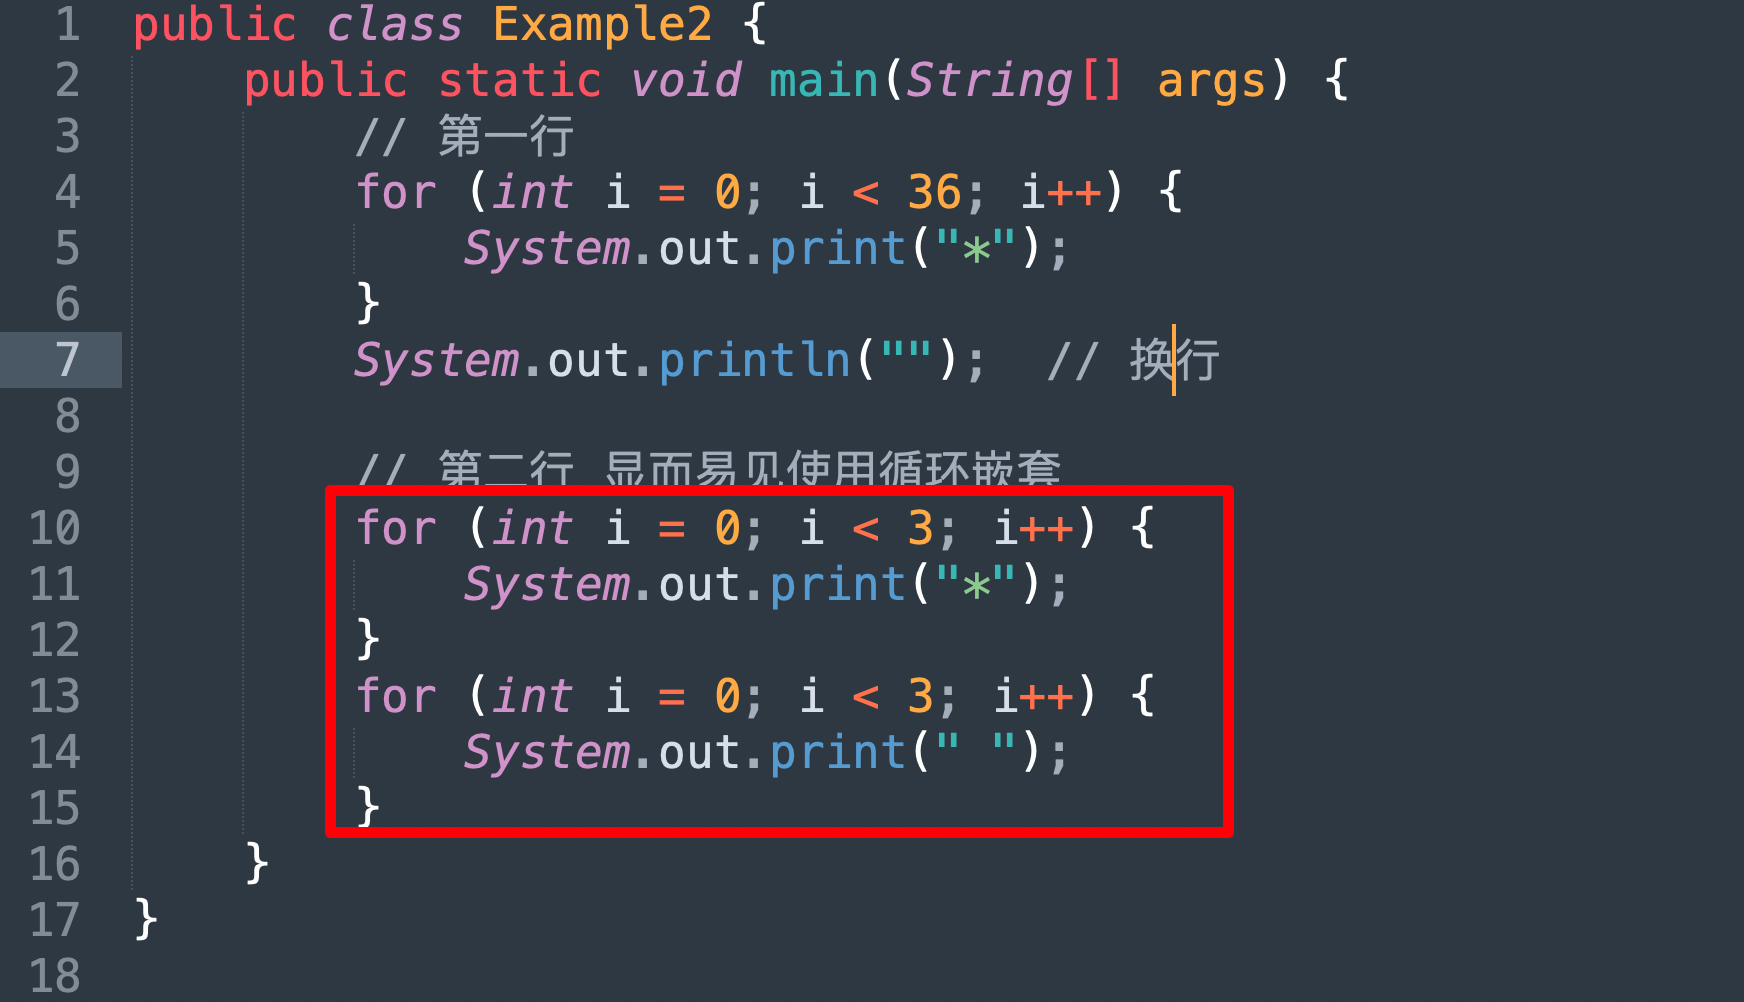 1 public class Example2 {
2 public static void main(String[] args) {
3 // 第一行
4 for (int i = 0; i < 36; i++) {
5 System.out.print("*");
6 }
7 System.out.println(""); // 换行
8
9 // 第二行 显而易见使用循环嵌套
10 for (int i = 0; i < 3; i++) {
11 System.out.print("*");
12 }
13 for (int i = 0; i < 3; i++) {
14 System.out.print(" ");
15 }
16 }
17 }
18